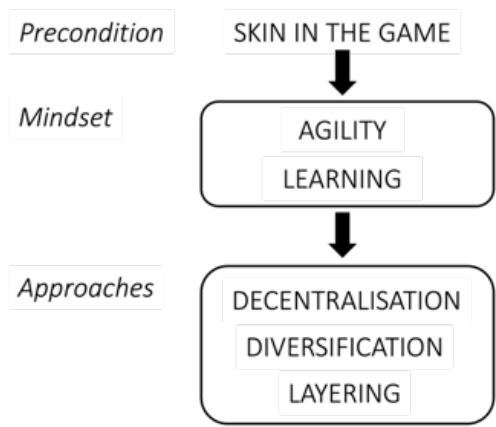 Precondition
SKIN IN THE GAME
Mindset
AGILITY
LEARNING
Approaches
DECENTRALISATION
DIVERSIFICATION
LAYERING